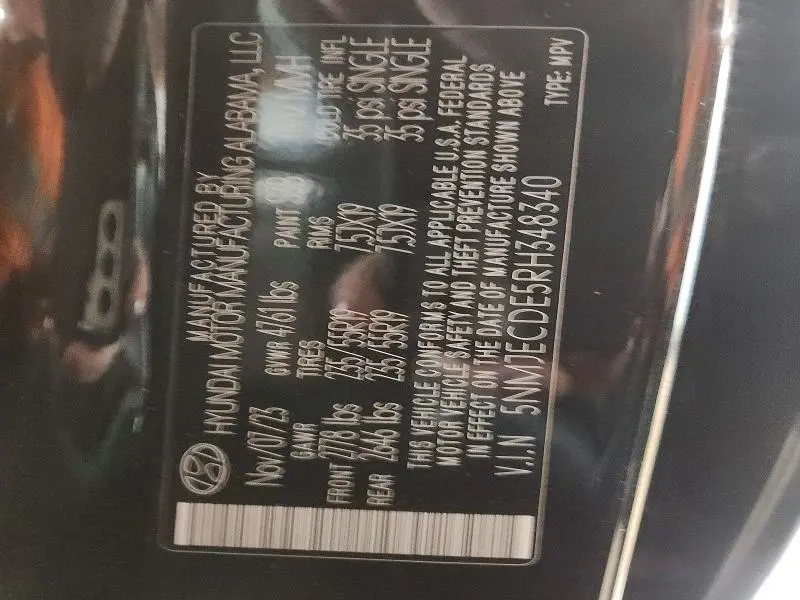 MANUFACTURED BY
HYUNDAI MOTOR MANUFACTURING ALABAMA, LLC
Nov/07/23 GVWR 4761 lbs PAINT
GAWR TIRES RIMS COLD TIRE INFL
FRONT 2778 lbs 235/55R19 7.5JX19 35 psi SINGLE
REAR 2646 lbs 235/55R19 7.5JX19 35 psi SINGLE
THIS VEHICLE CONFORMS TO ALL APPLICABLE U.S.A. FEDERAL
MOTOR VEHICLE SAFETY AND THEFT PREVENTION STANDARDS
IN EFFECT ON THE DATE OF MANUFACTURE SHOWN ABOVE
V.I.N 5NMJECDE5RH348340
TYPE: MPV